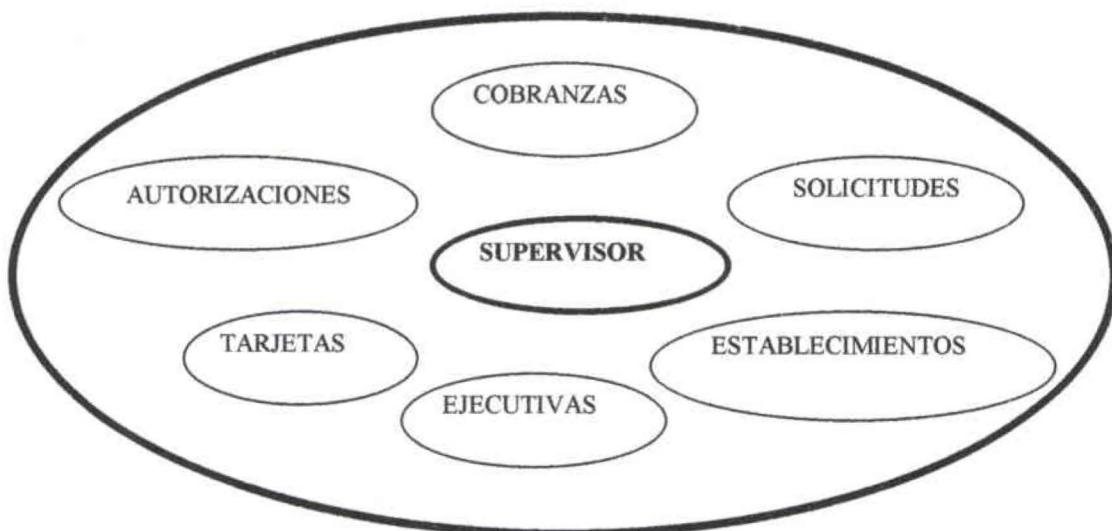 COBRANZAS
AUTORIZACIONES
SOLICITUDES
SUPERVISOR
TARJETAS
ESTABLECIMIENTOS
EJECUTIVAS